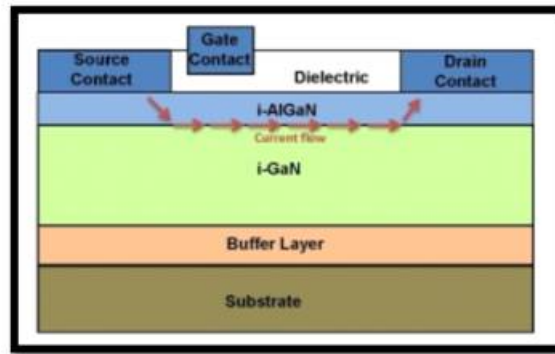 Gate
Contact
Source
Contact
Dielectric
Drain
Contact
i-AlGaN
Current flow
i-GaN
Buffer Layer
Substrate